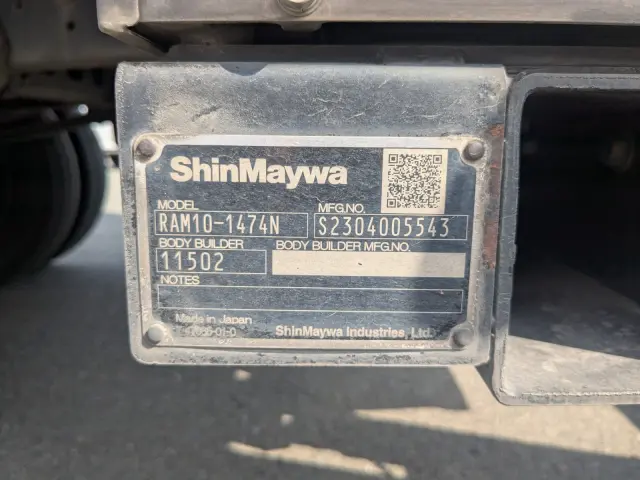 ShinMaywa
MODEL MFG.NO.
RAM10-1474N S2304005543
BODY BUILDER BODY BUILDER MFG.NO.
11502
NOTES
Made in Japan
ShinMaywa Industries, Ltd.